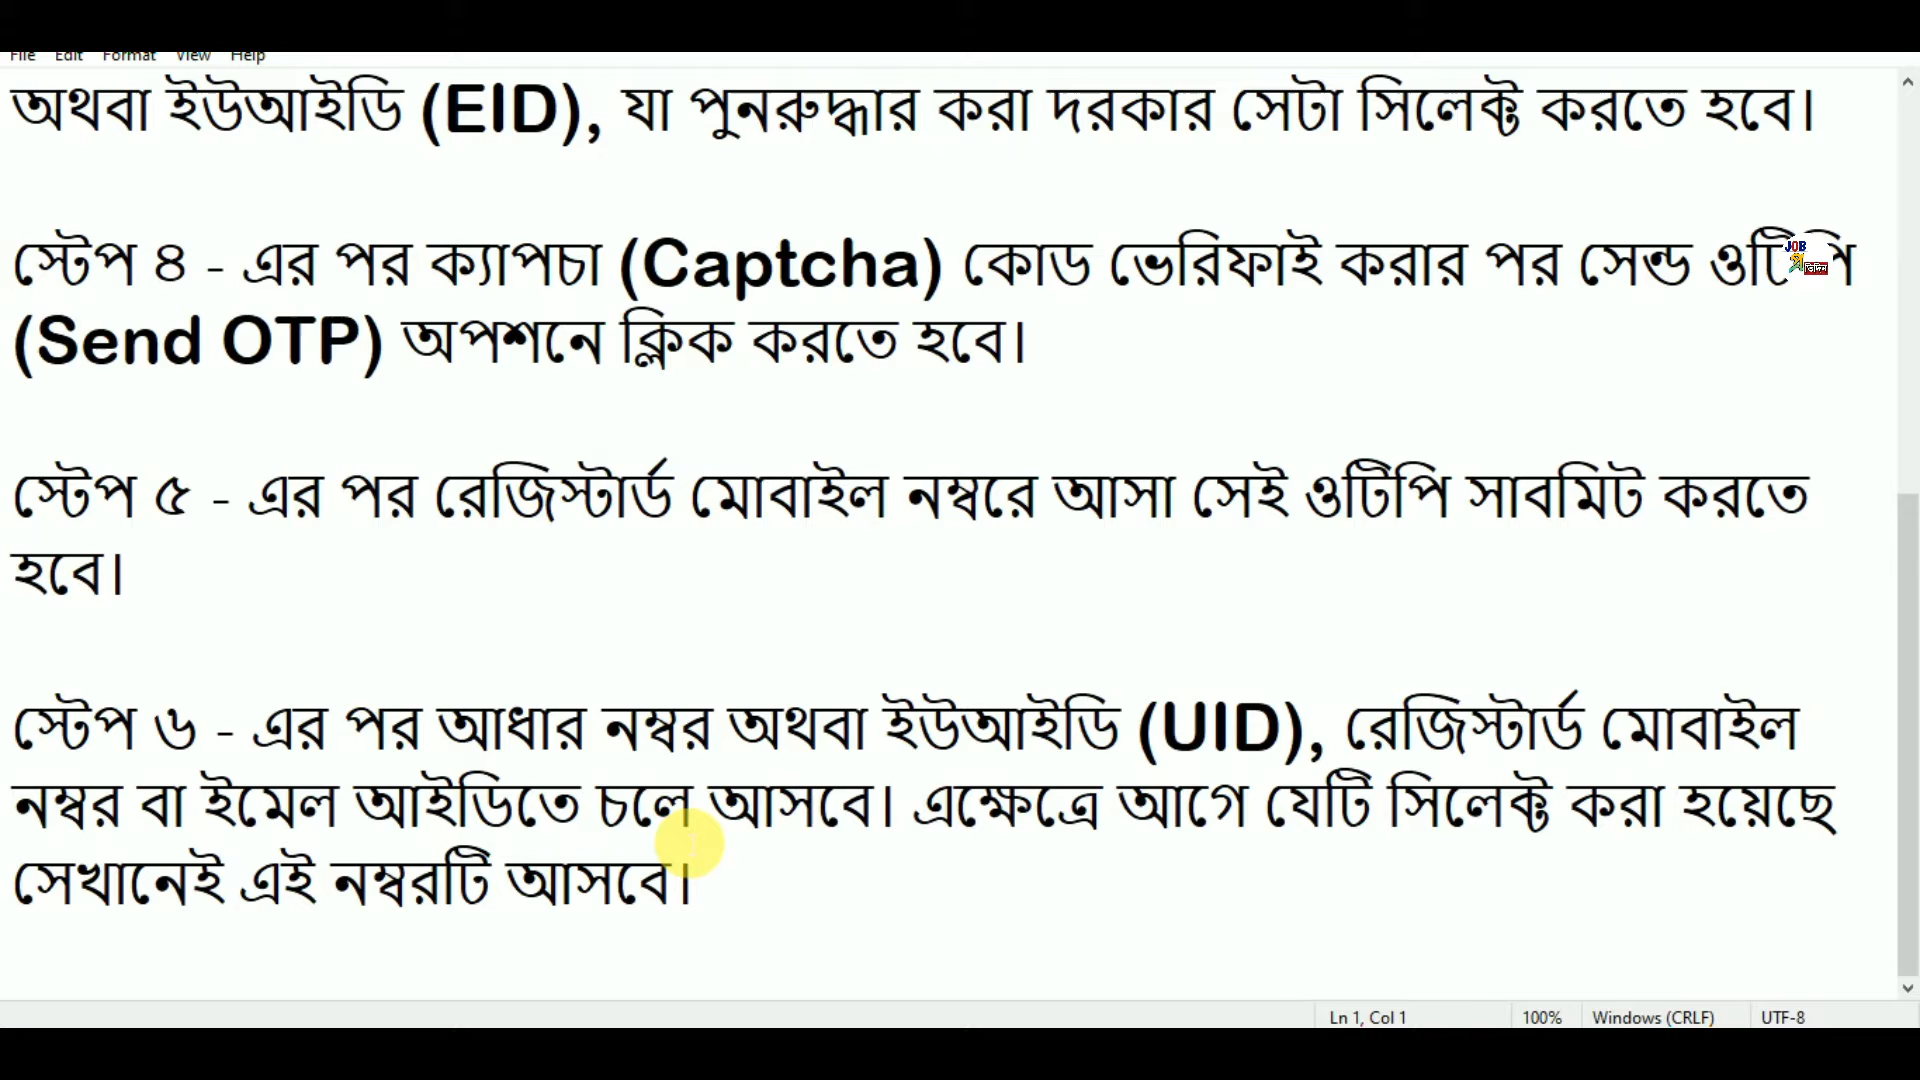 File Edit Format View Help
অথবা ইউআইডি (EID), যা পুনরুদ্ধার করা দরকার সেটা সিলেক্ট করতে হবে।
স্টেপ ৪ - এর পর ক্যাপচা (Captcha) কোড ভেরিফাই করার পর সেন্ড ওটিপি
JOB
(Send OTP) অপশনে ক্লিক করতে হবে।
স্টেপ ৫ - এর পর রেজিস্টার্ড মোবাইল নম্বরে আসা সেই ওটিপি সাবমিট করতে
হবে।
স্টেপ ৬ - এর পর আধার নম্বর অথবা ইউআইডি (UID), রেজিস্টার্ড মোবাইল
নম্বর বা ইমেল আইডিতে চলে আসবে। এক্ষেত্রে আগে যেটি সিলেক্ট করা হয়েছে
সেখানেই এই নম্বরটি আসবে।
Ln 1, Col 1 100% Windows (CRLF) UTF-8